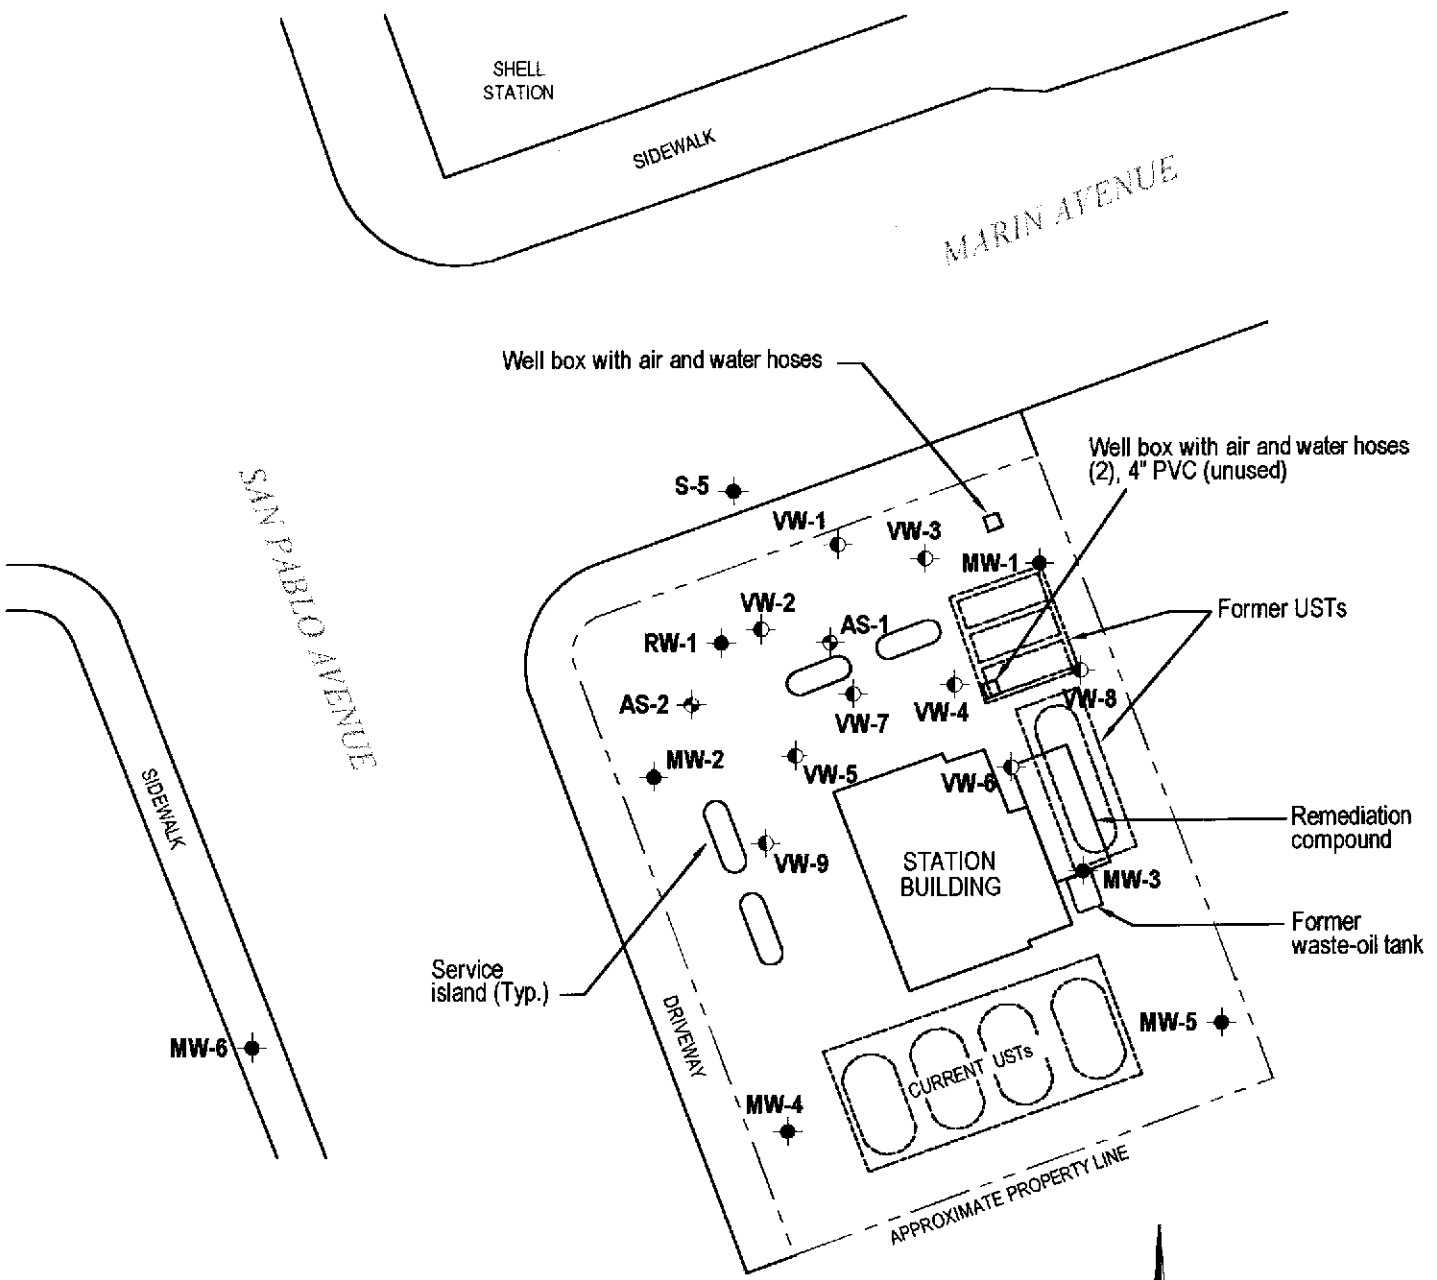 SHELL
STATION
SIDEWALK
MARIN AVENUE
Well box with air and water hoses
Well box with air and water hoses
(2), 4" PVC (unused)
SAN PABLO AVENUE
S-5
VW-1
VW-3
MW-1
VW-2
AS-1
Former USTs
RW-1
AS-2
VW-7
VW-4
VW-8
MW-2
VW-5
VW-6
SIDEWALK
Remediation
compound
VW-9
STATION
BUILDING
MW-3
Former
waste-oil tank
Service
island (Typ.)
DRIVEWAY
MW-5
MW-6
CURRENT USTs
MW-4
APPROXIMATE PROPERTY LINE